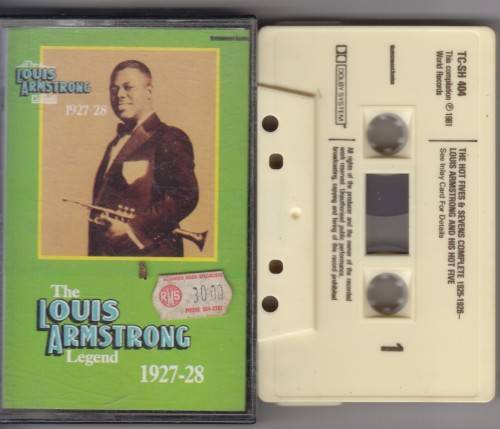 The
LOUIS
ARMSTRONG
1927-28
RMS
30.00
The
LOUIS
ARMSTRONG
Legend
1927-28
DOLBY SYSTEM
All rights of the producer and the owner of the recorded
work reserved. Unauthorised public performance,
broadcasting, copying and hiring of this record prohibited
TC-SH 404
This compilation ℗ 1981
World Records
THE HOT FIVES & SEVENS COMPLETE 1925-1928—
LOUIS ARMSTRONG AND HIS HOT FIVE
See Inlay Card For Details
1